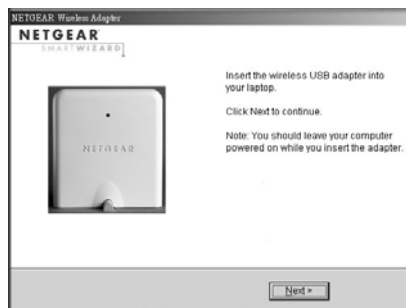 NETGEAR Wireless Adapter
NETGEAR
SMARTWIZARD
Insert the wireless USB adapter into
your laptop.
Click Next to continue.
Note: You should leave your computer
powered on while you insert the adapter.
NETGEAR
Next >